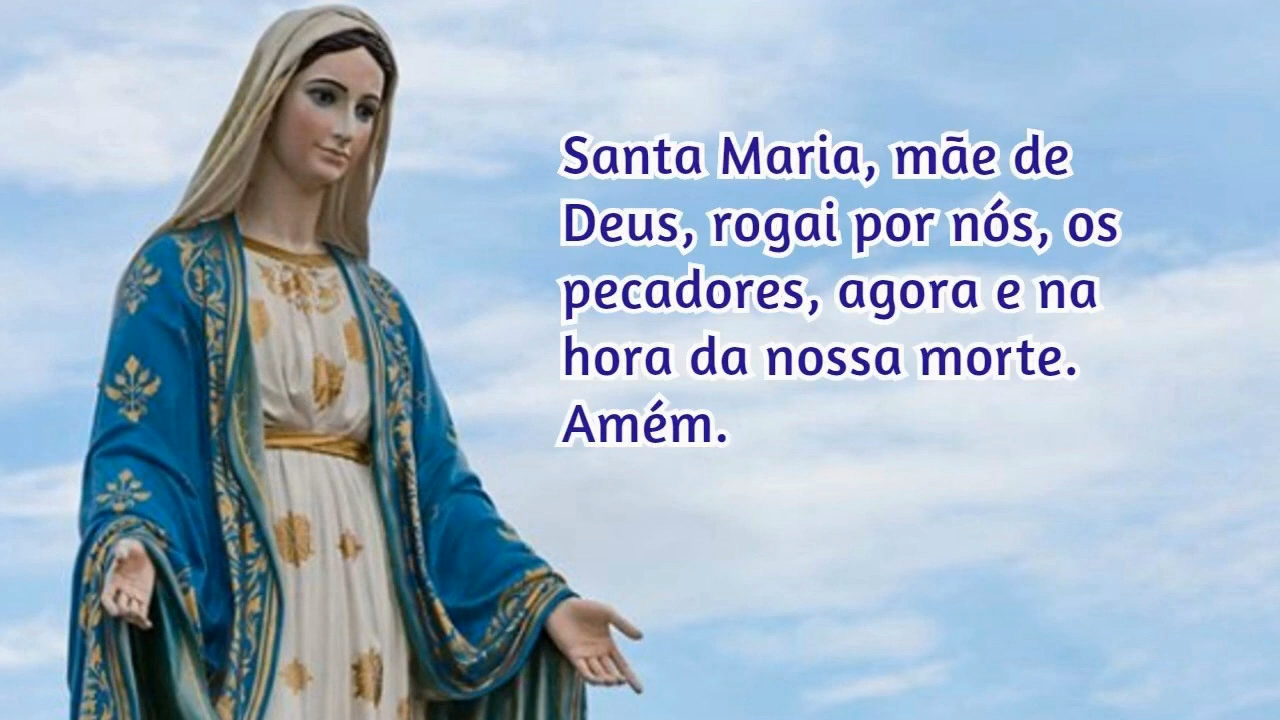 Santa Maria, mãe de
Deus, rogai por nós, os
pecadores, agora e na
hora da nossa morte.
Amém.